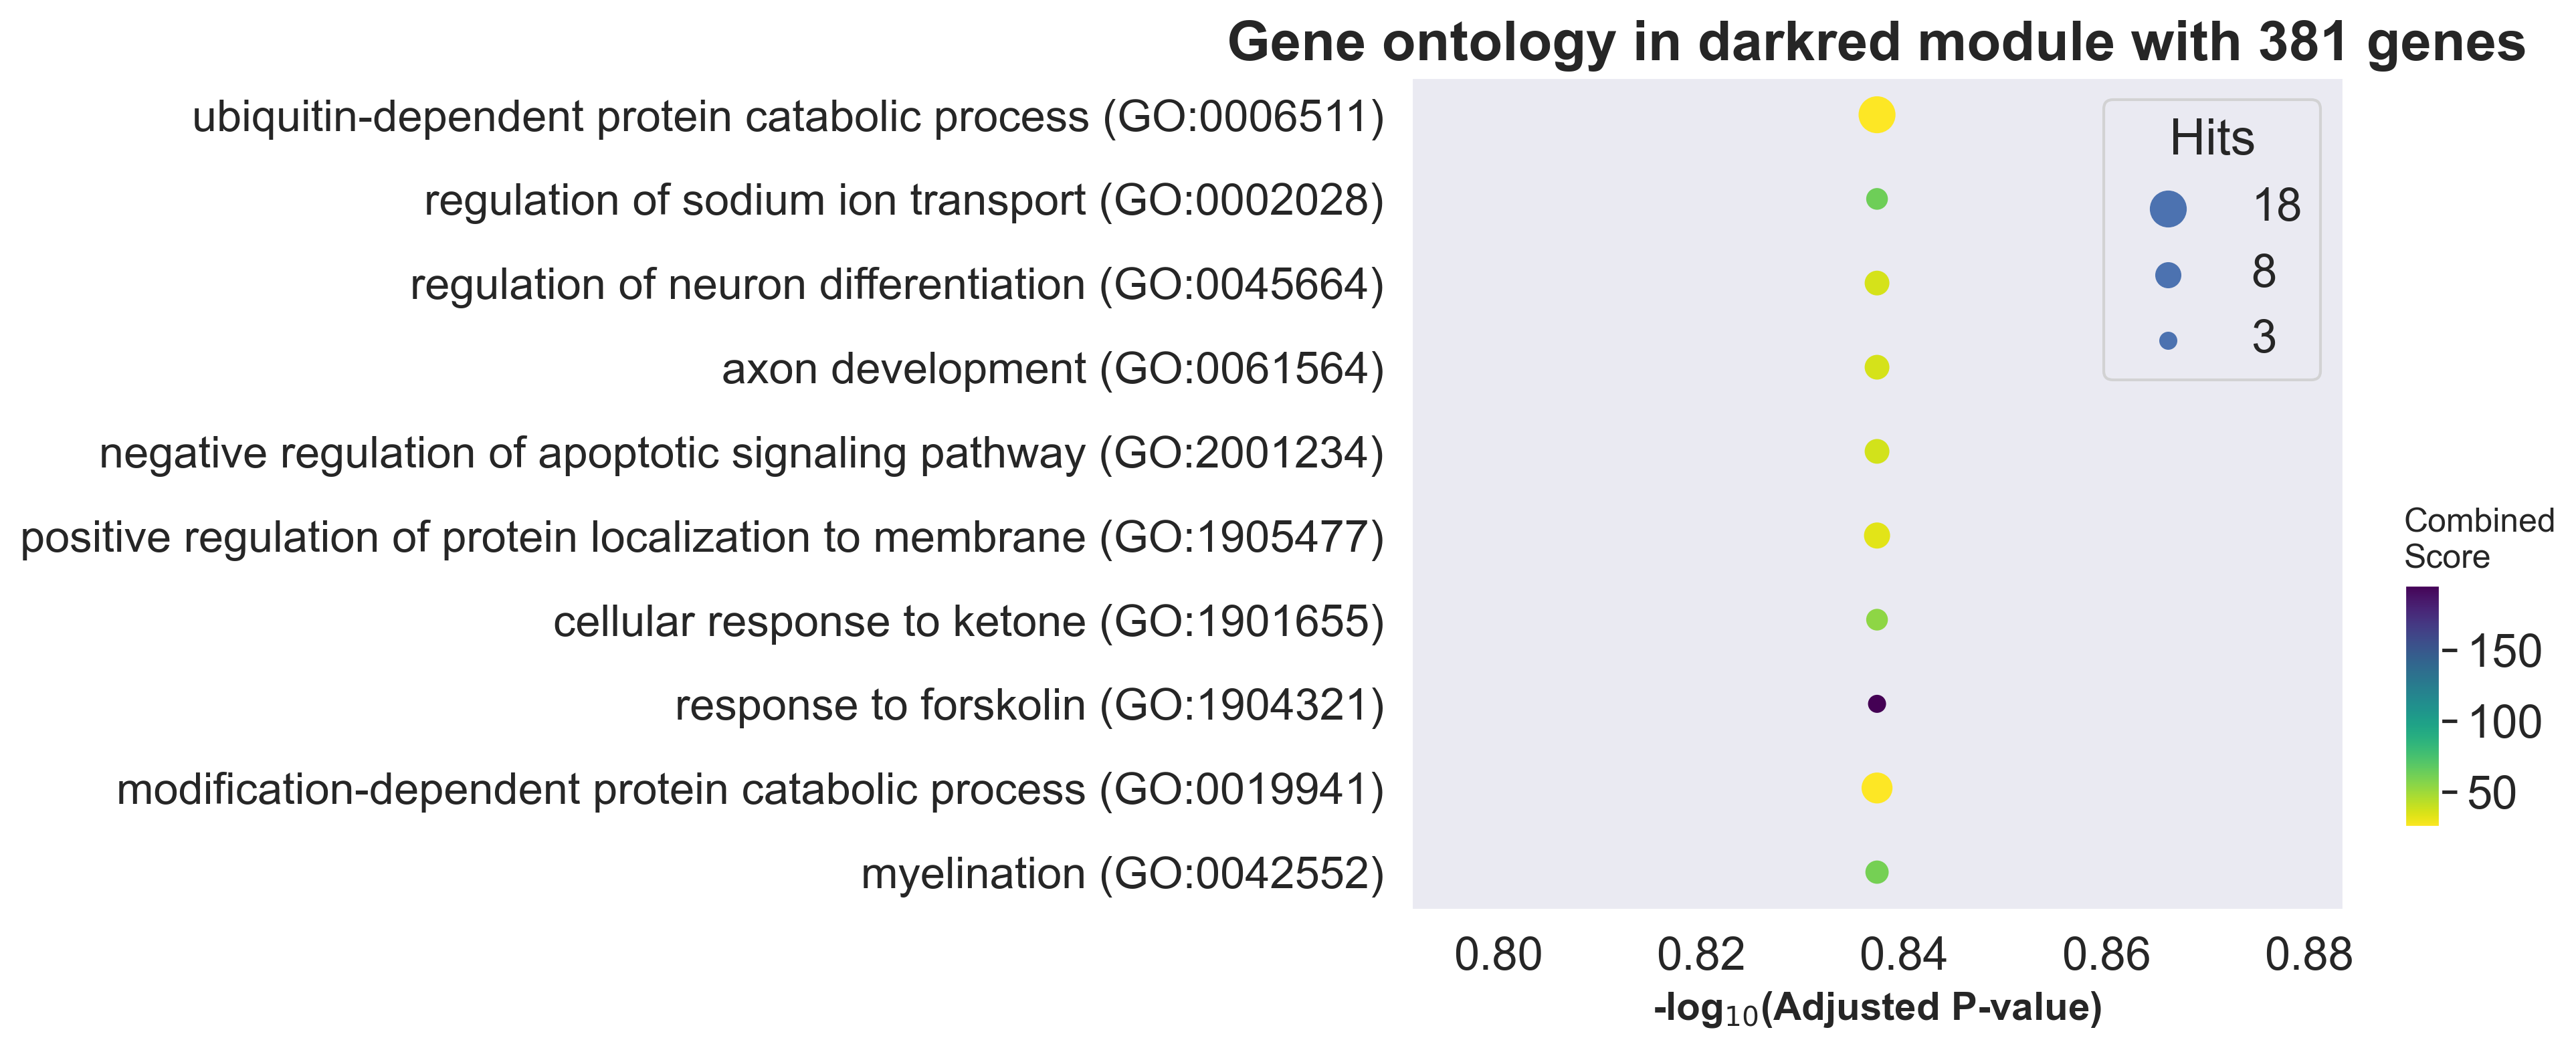 Gene ontology in darkred module with 381 genes
ubiquitin-dependent protein catabolic process (GO:0006511)
regulation of sodium ion transport (GO:0002028)
regulation of neuron differentiation (GO:0045664)
axon development (GO:0061564)
negative regulation of apoptotic signaling pathway (GO:2001234)
positive regulation of protein localization to membrane (GO:1905477)
cellular response to ketone (GO:1901655)
response to forskolin (GO:1904321)
modification-dependent protein catabolic process (GO:0019941)
myelination (GO:0042552)
Hits
18
8
3
Combined
Score
150
100
50
0.80 0.82 0.84 0.86 0.88
-log10(Adjusted P-value)